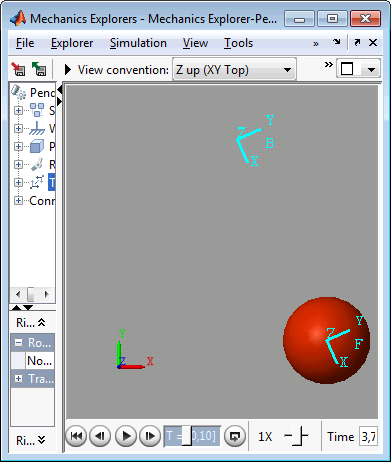 Mechanics Explorers - Mechanics Explorer-Pe...
File Explorer Simulation View Tools »
View convention: Z up (XY Top) »
Pend
S
W
P
R
T
Conn
Z Y
B
X
Y
Z X
Z Y
F
X
Ri...
Ro...
No...
Tra...
Ri...
T = [0,10] 1X Time 3,7